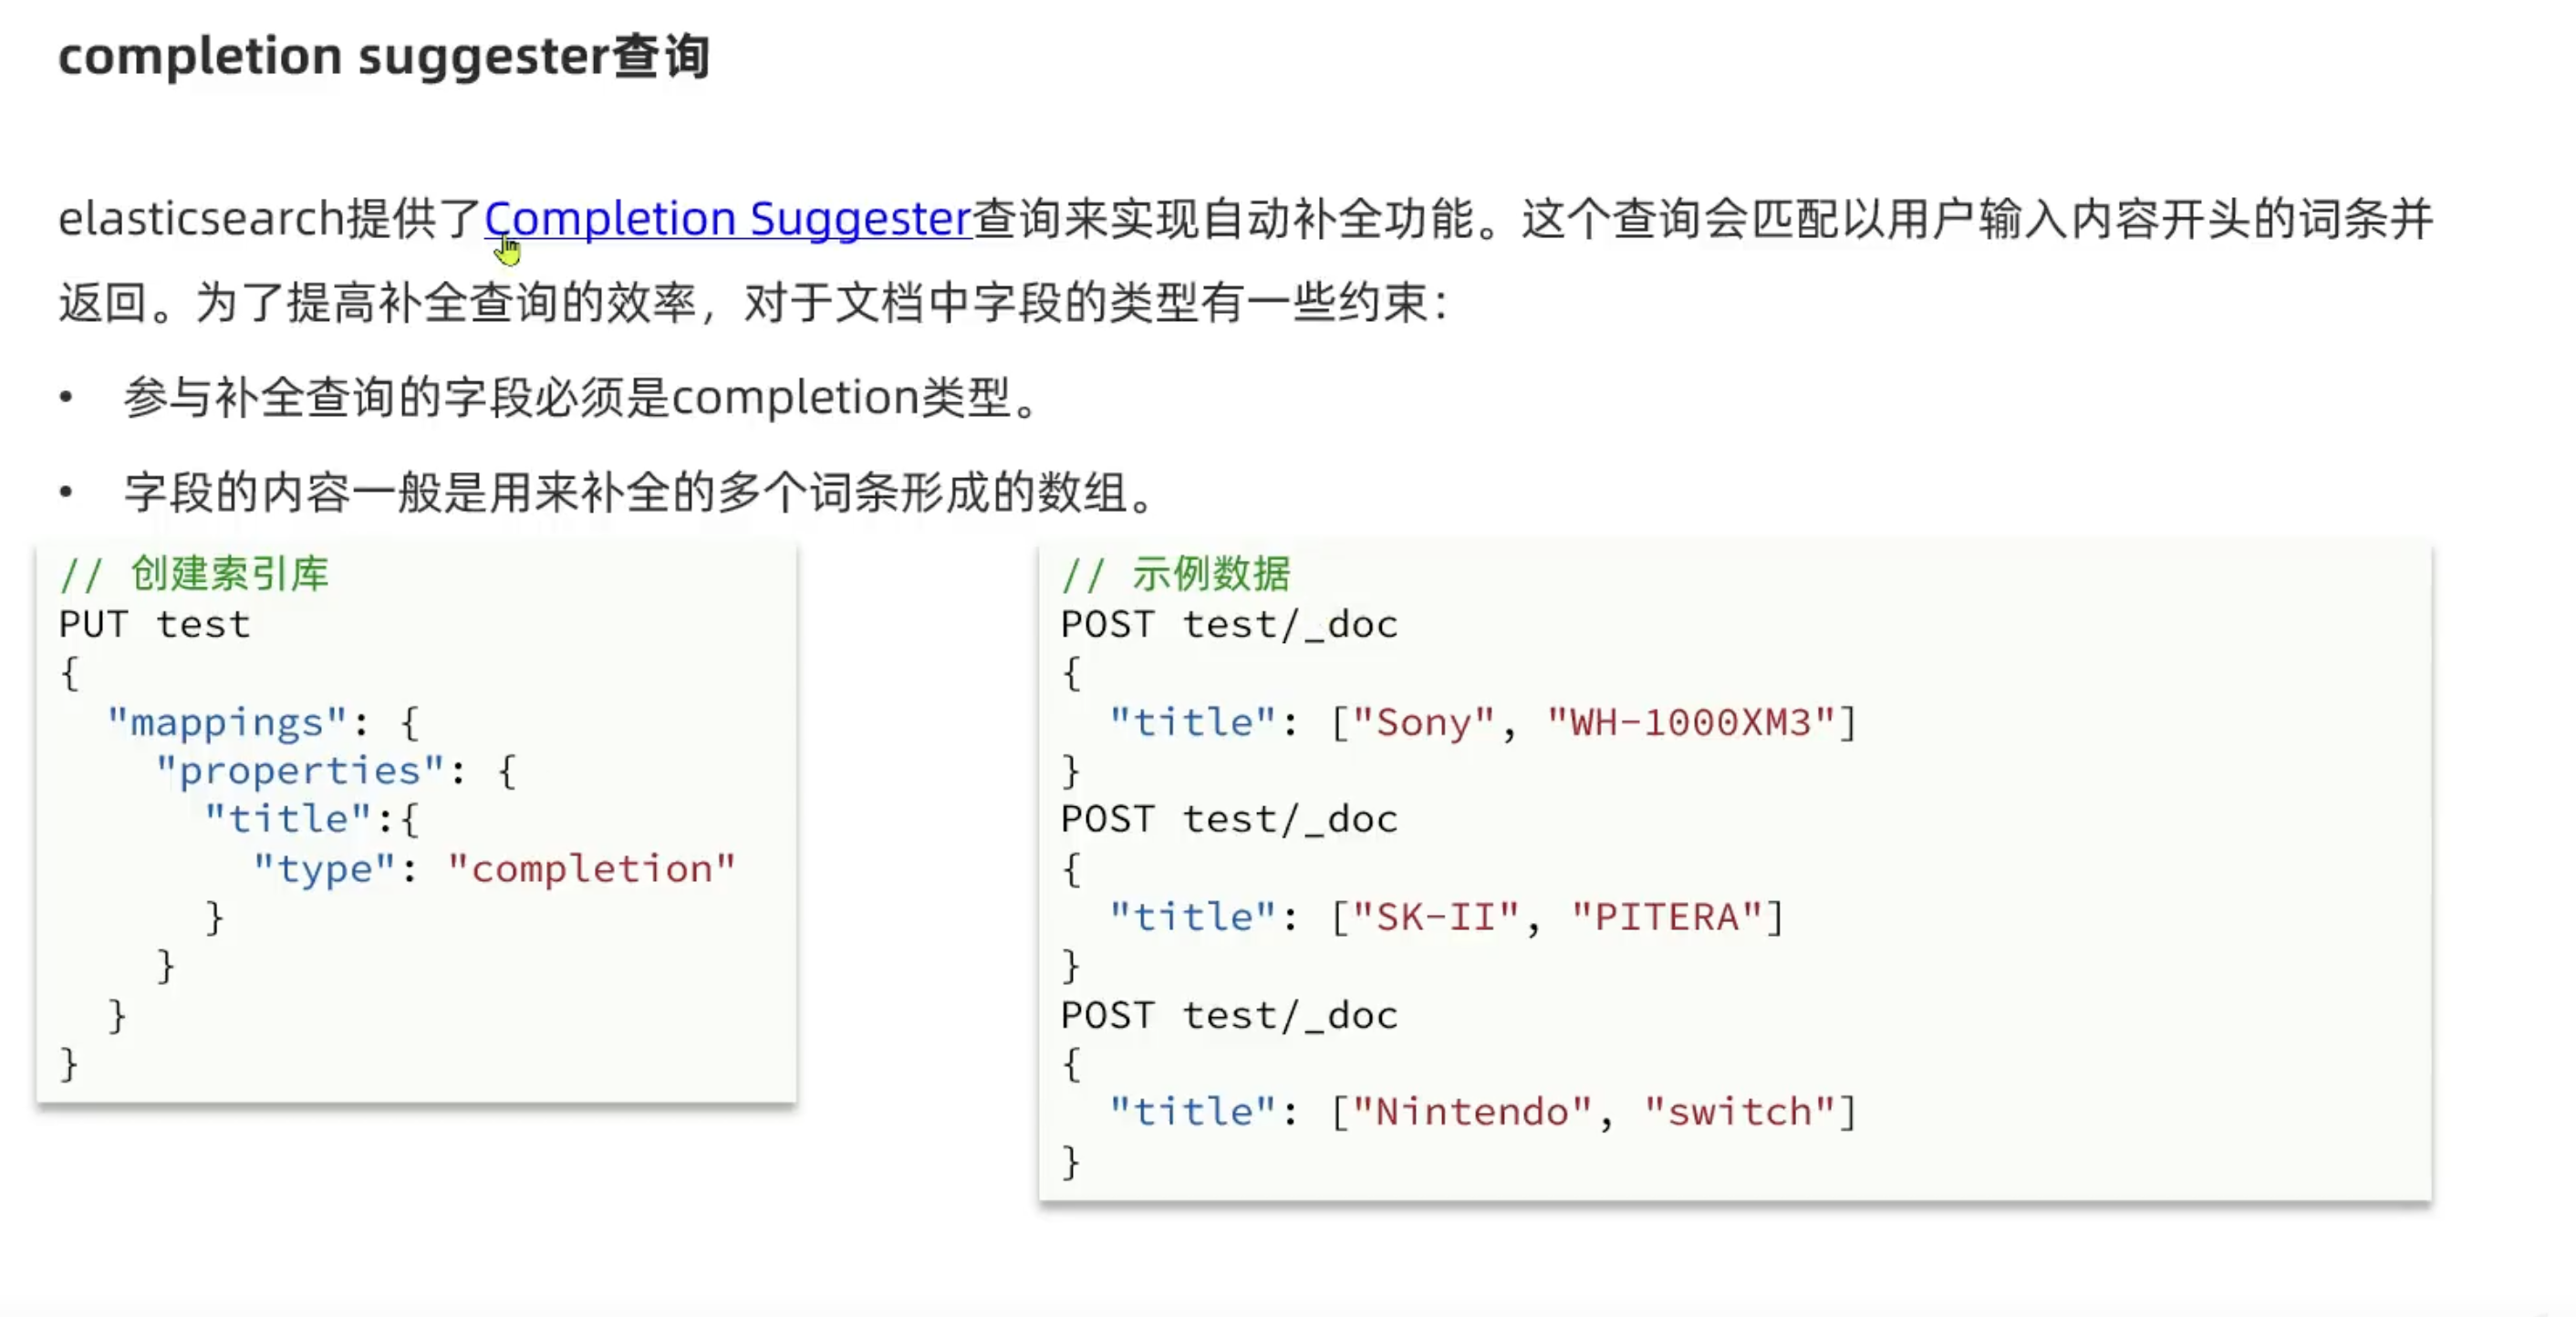 completion suggester查询
elasticsearch提供了Completion Suggester查询来实现自动补全功能。这个查询会匹配以用户输入内容开头的词条并
返回。为了提高补全查询的效率，对于文档中字段的类型有一些约束：
• 参与补全查询的字段必须是completion类型。
• 字段的内容一般是用来补全的多个词条形成的数组。
// 创建索引库
PUT test
{
  "mappings": {
    "properties": {
      "title":{
        "type": "completion"
      }
    }
  }
}
// 示例数据
POST test/_doc
{
  "title": ["Sony", "WH-1000XM3"]
}
POST test/_doc
{
  "title": ["SK-II", "PITERA"]
}
POST test/_doc
{
  "title": ["Nintendo", "switch"]
}